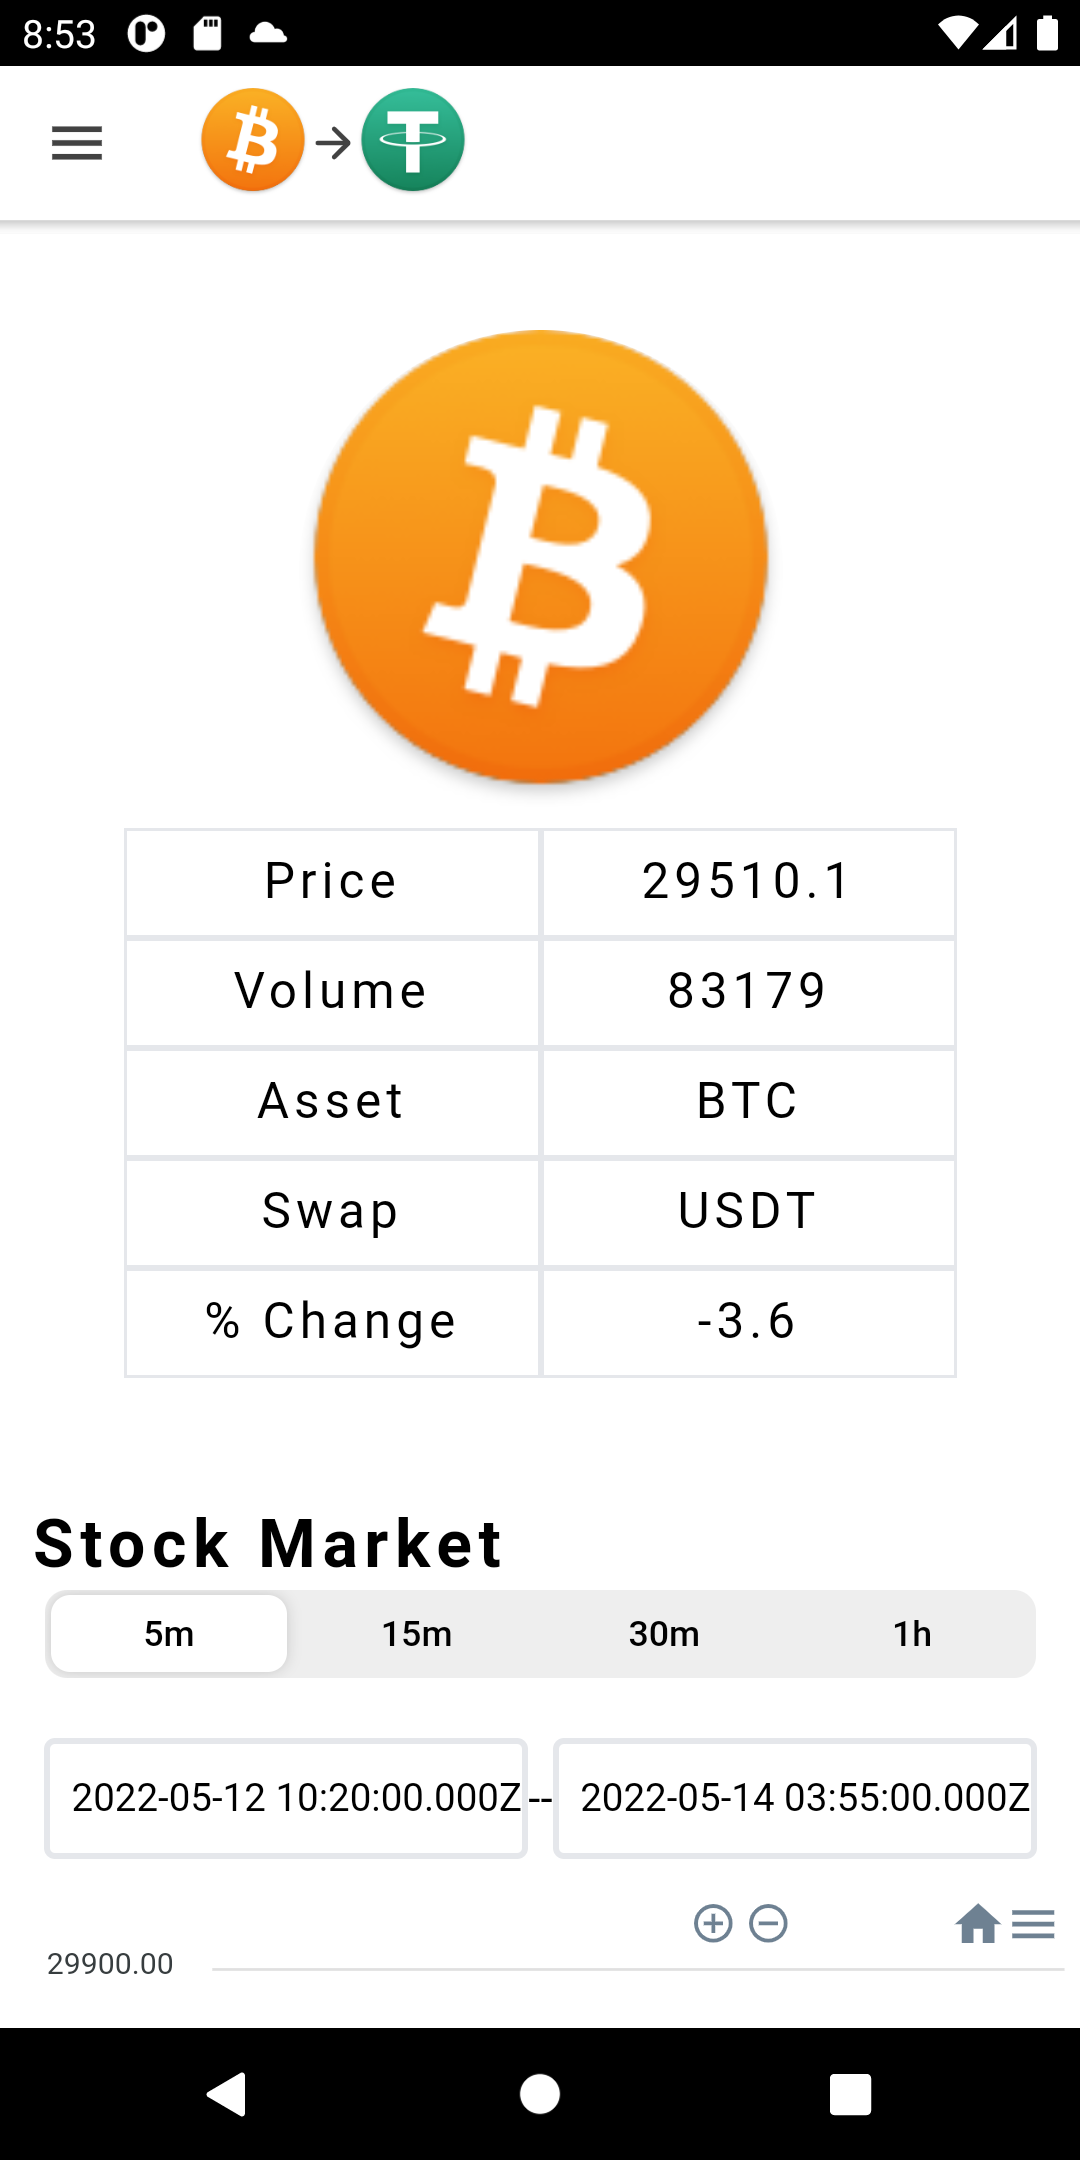 8:53
Price 29510.1
Volume 83179
Asset BTC
Swap USDT
% Change -3.6
Stock Market
5m 15m 30m 1h
2022-05-12 10:20:00.000Z -- 2022-05-14 03:55:00.000Z
29900.00